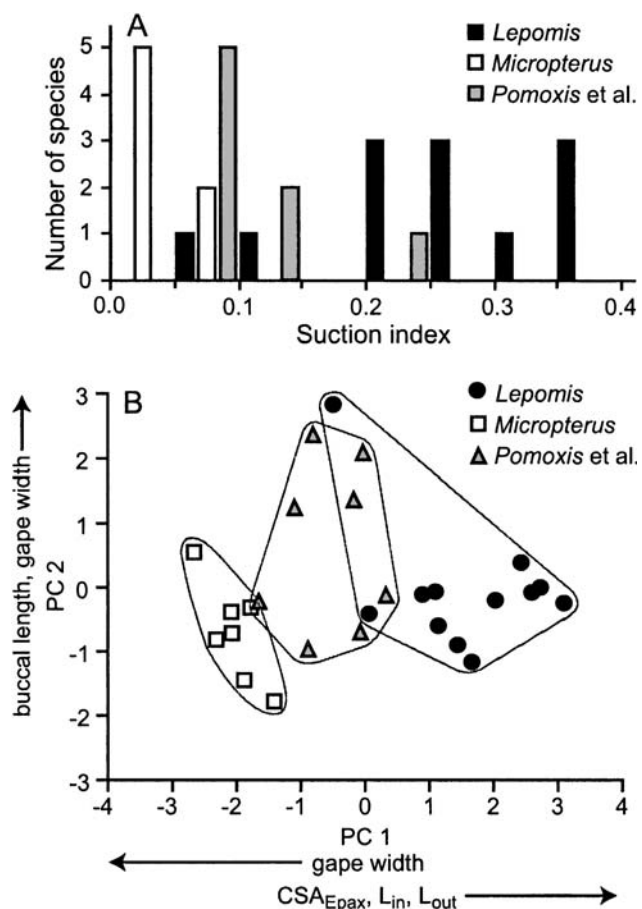 A
Number of species
5
4
3
2
1
0
0.0
0.1
0.2
0.3
0.4
Suction index
Lepomis
Micropterus
Pomoxis et al.
B
buccal length, gape width
PC 2
3
2
1
0
-1
-2
-3
-4
-3
-2
-1
0
1
2
3
4
PC 1
Lepomis
Micropterus
Pomoxis et al.
gape width
CSA_Epax, L_in, L_out